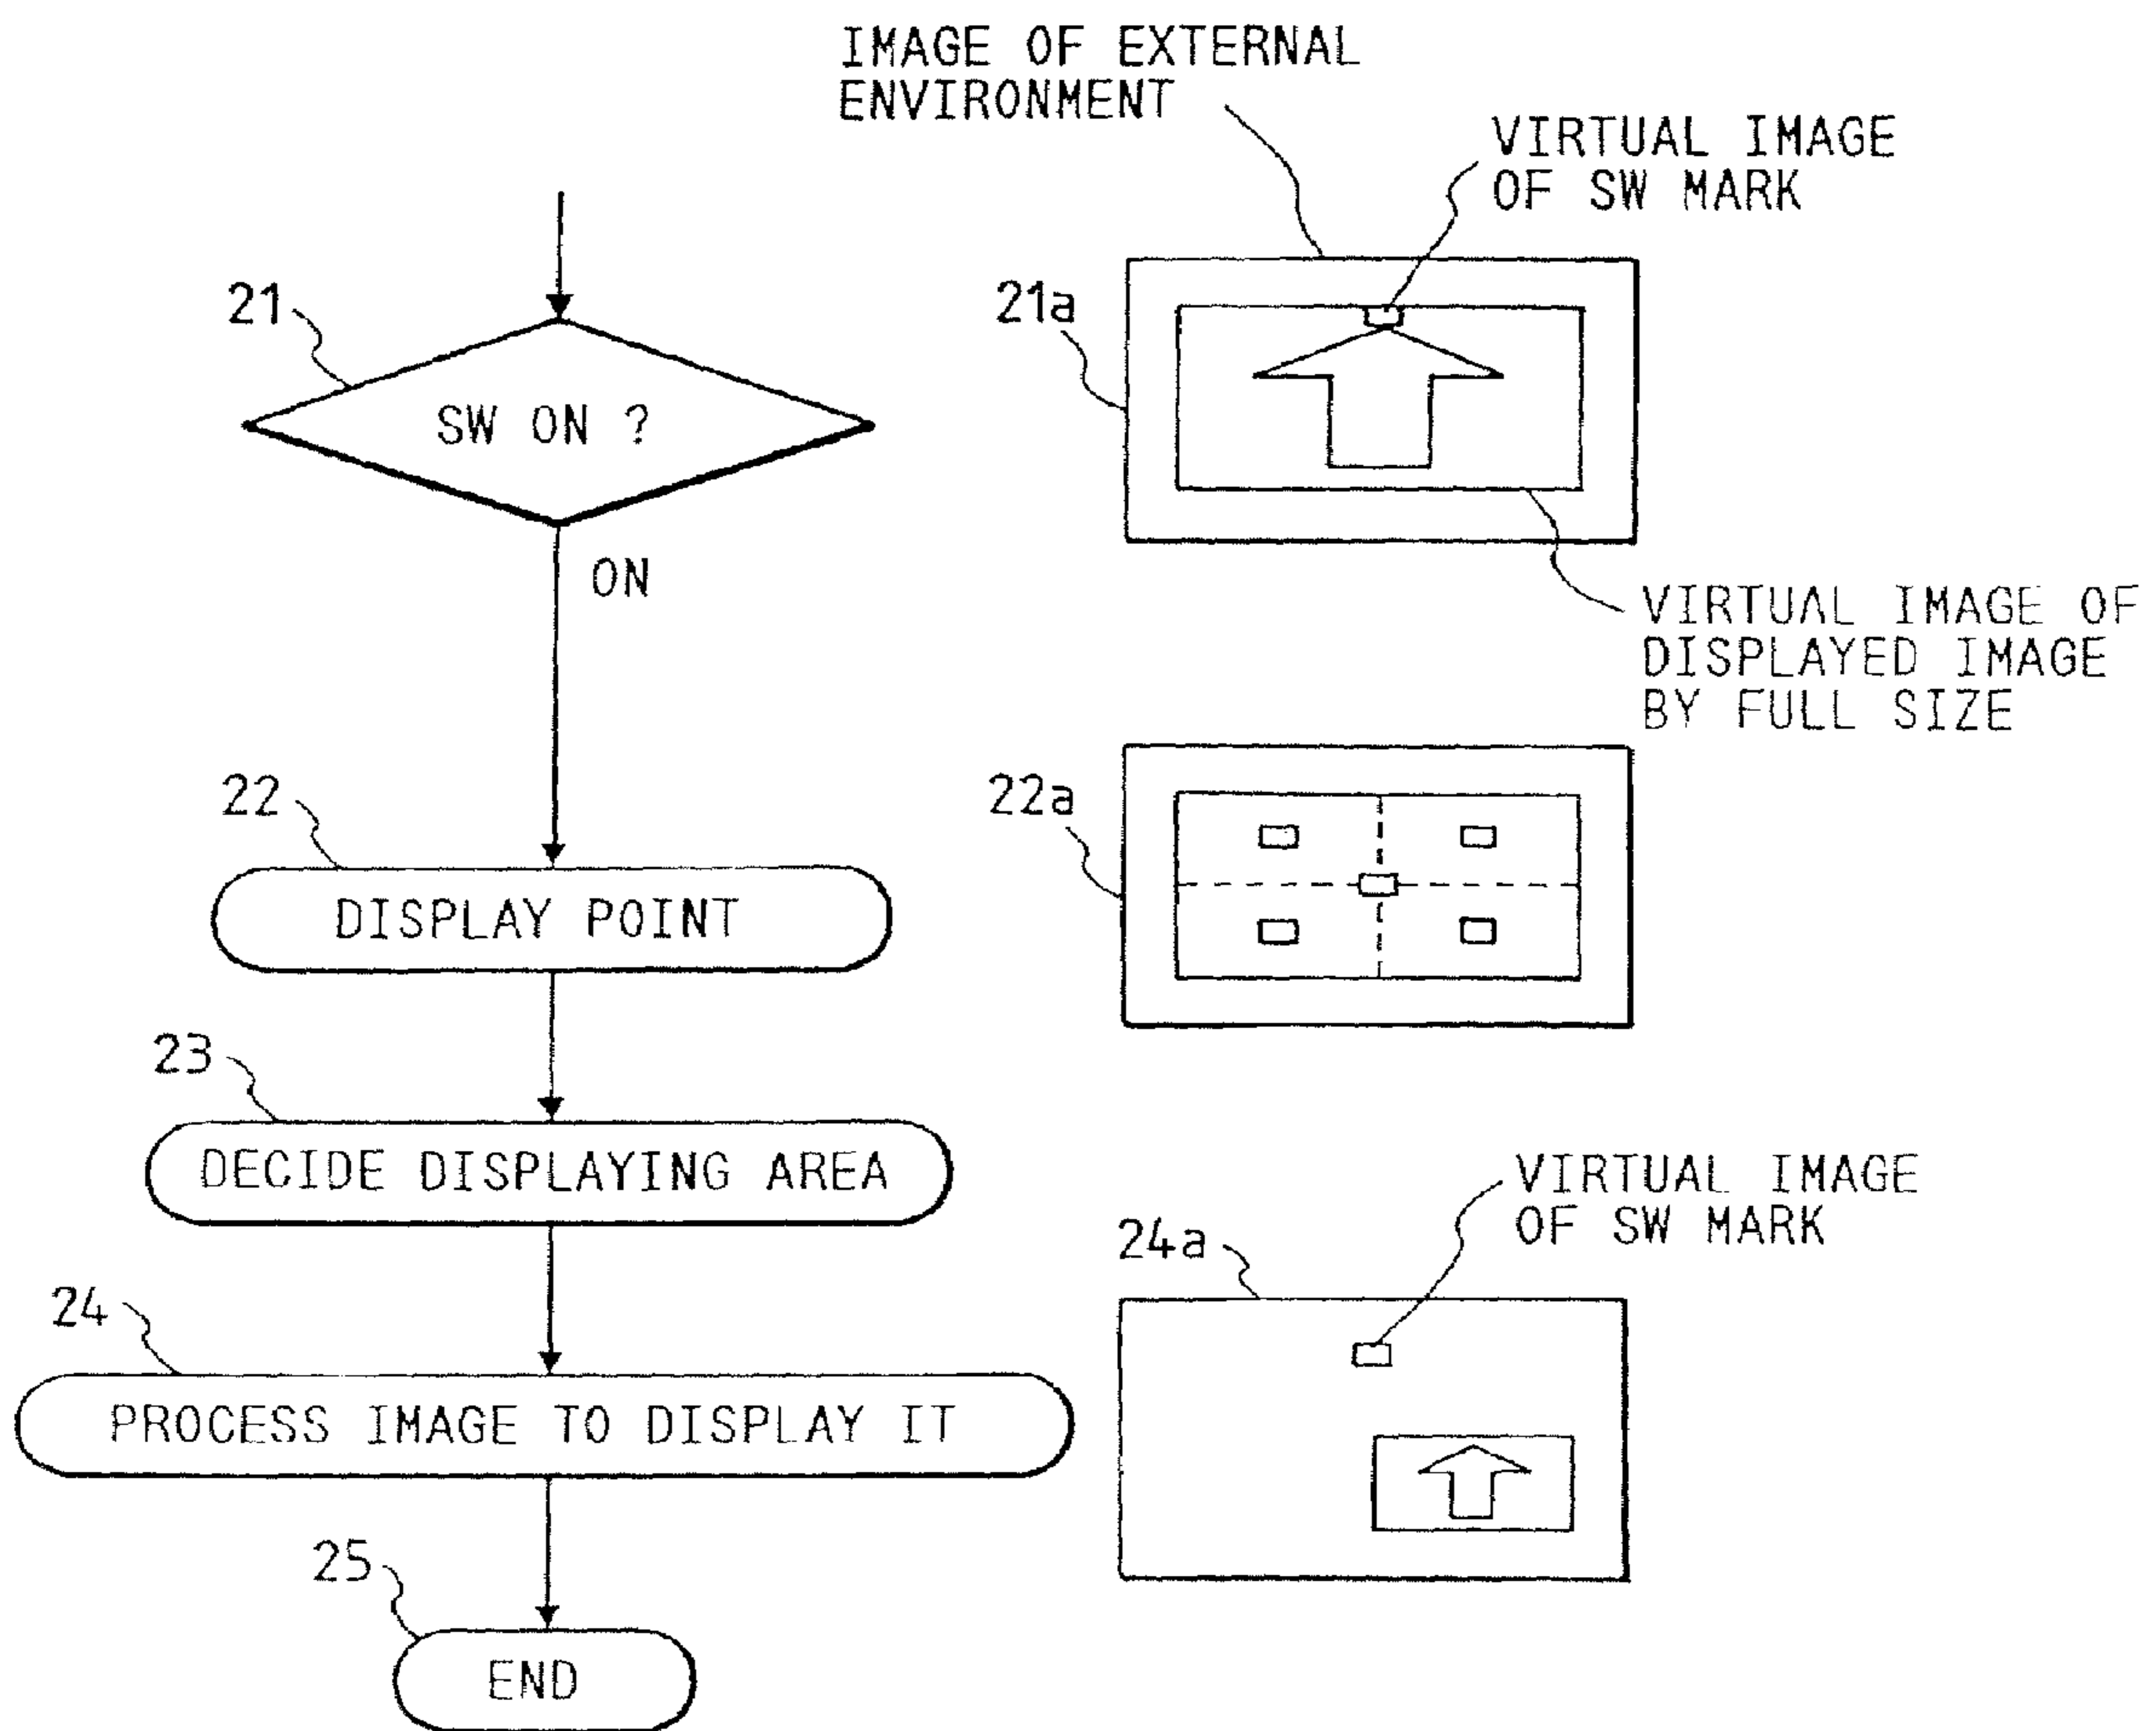 IMAGE OF EXTERNAL
ENVIRONMENT
VIRTUAL IMAGE
OF SW MARK
21
21a
SW ON ?
ON
VIRTUAL IMAGE OF
DISPLAYED IMAGE
BY FULL SIZE
22
22a
DISPLAY POINT
23
DECIDE DISPLAYING AREA
VIRTUAL IMAGE
OF SW MARK
24a
24
PROCESS IMAGE TO DISPLAY IT
25
END